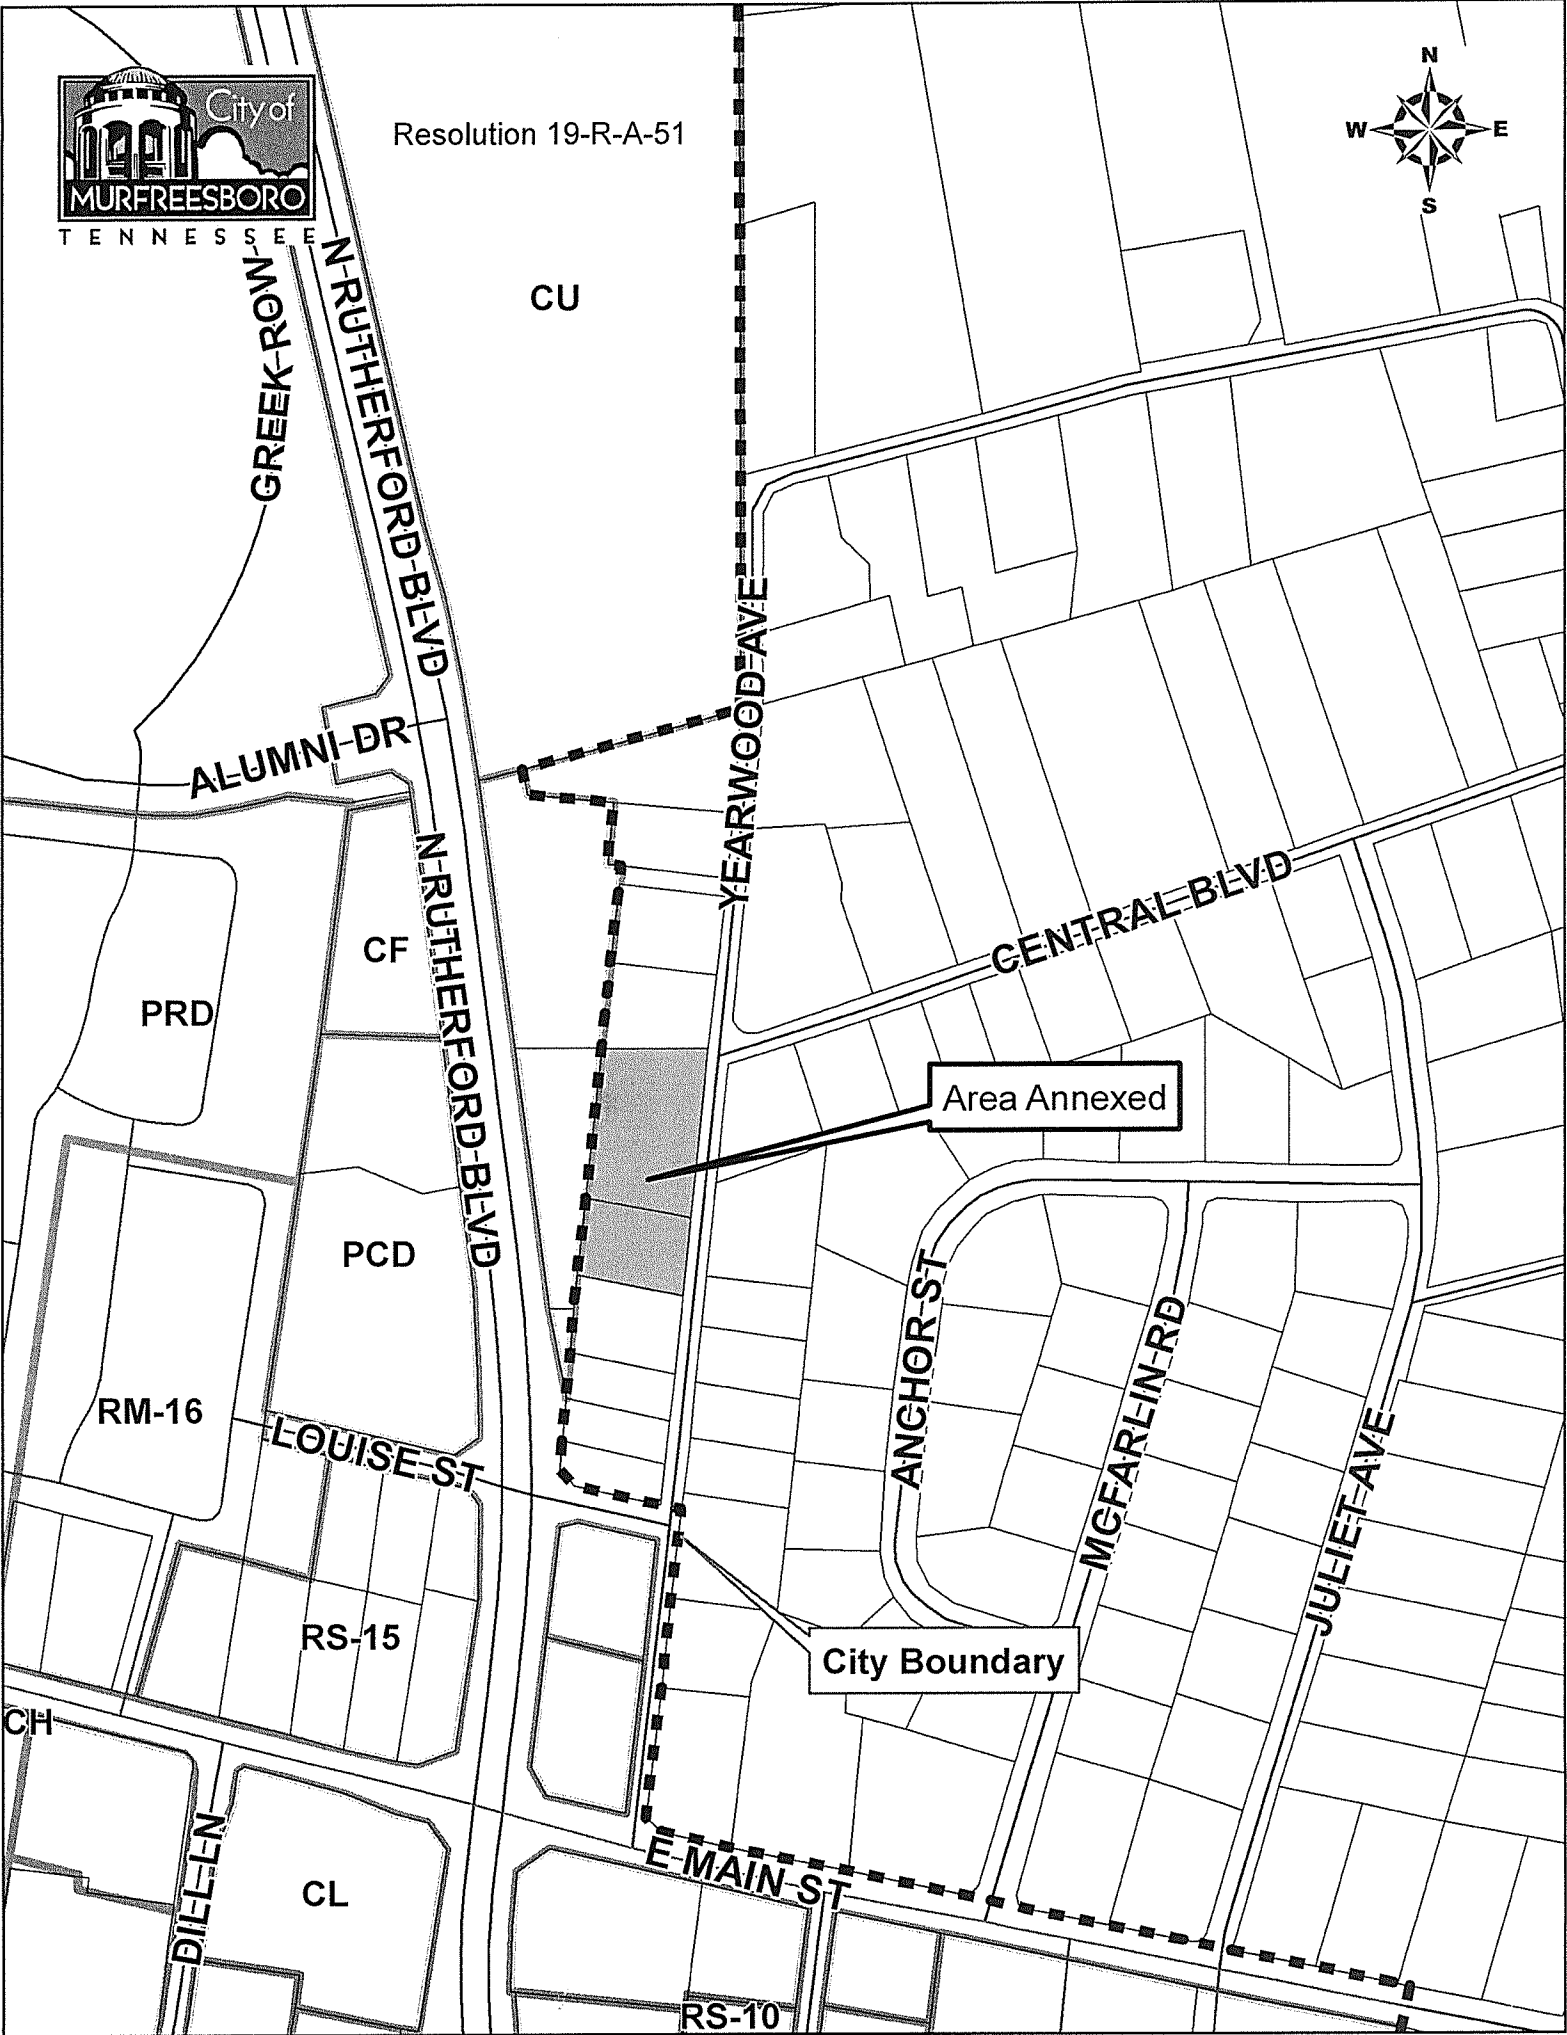 City of
MURFREESBORO
TENNESSEE
Resolution 19-R-A-51
N
W
E
S
CU
GREEK ROW
N RUTHERFORD BLVD
YEARWOOD AVE
ALUMNI DR
N RUTHERFORD BLVD
CENTRAL BLVD
CF
PRD
Area Annexed
PCD
ANCHOR ST
MCFARLIN RD
JULIET AVE
RM-16
LOUISE ST
RS-15
City Boundary
CH
E MAIN ST
DILL LN
CL
RS-10